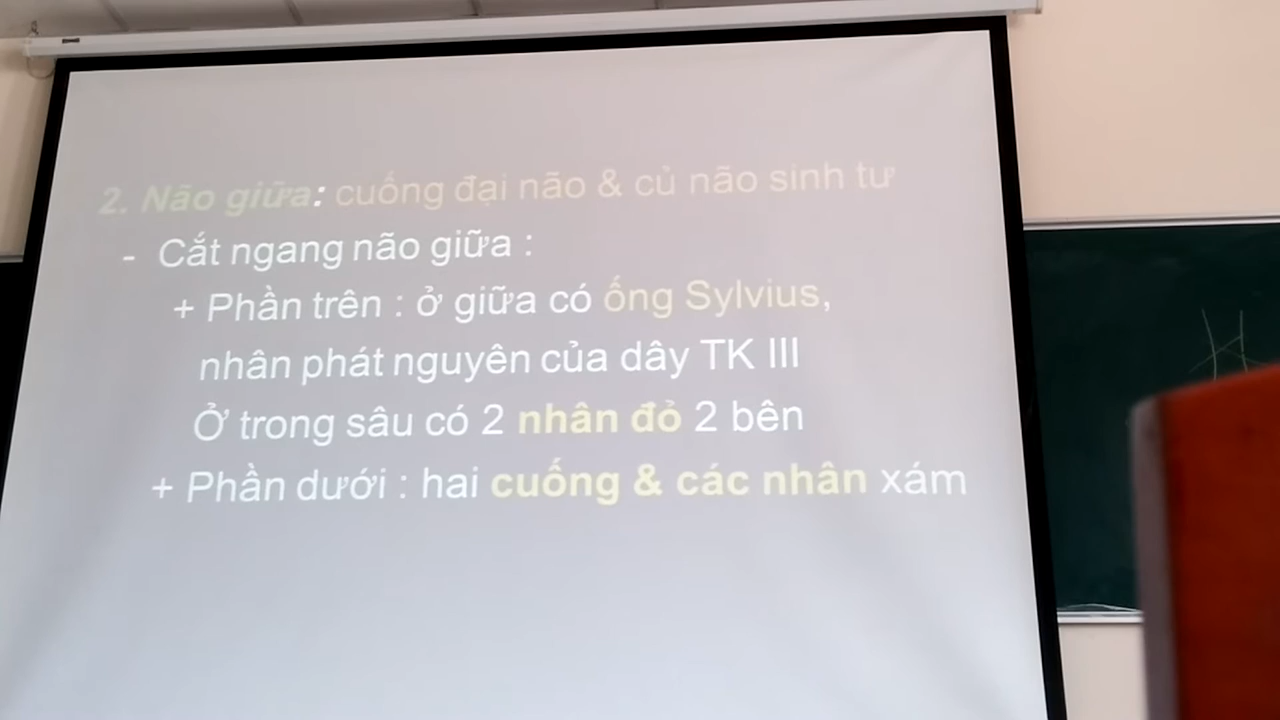 2. Não giữa: cuống đại não & củ não sinh tư
- Cắt ngang não giữa :
+ Phần trên : ở giữa có ống Sylvius,
nhân phát nguyên của dây TK III
Ở trong sâu có 2 nhân đỏ 2 bên
+ Phần dưới : hai cuống & các nhân xám